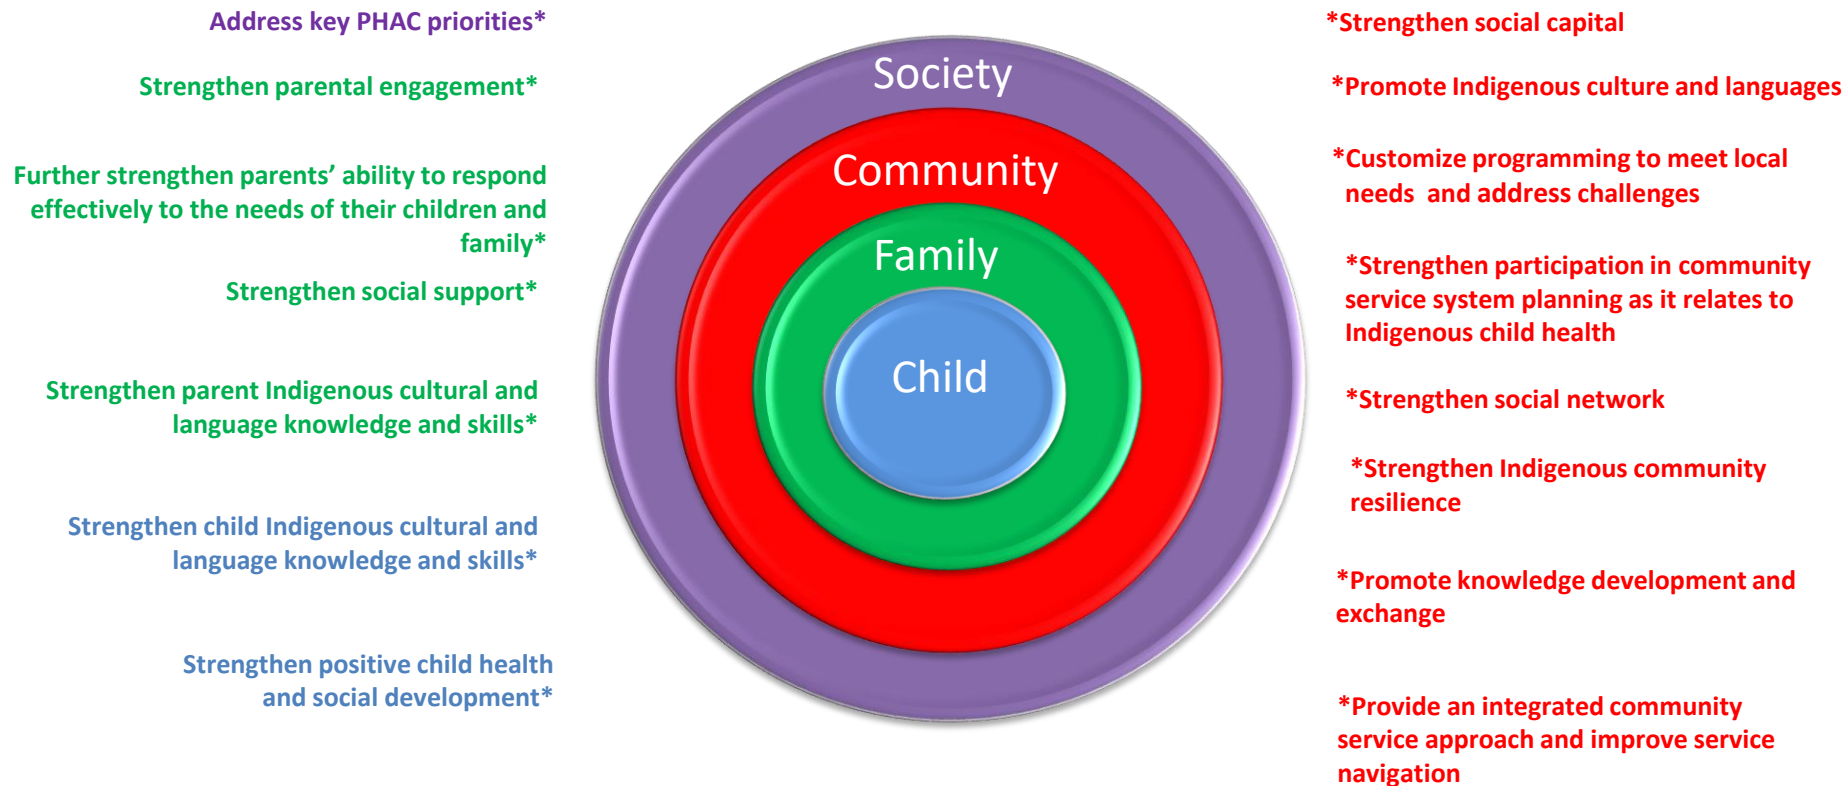 Address key PHAC priorities*
Strengthen parental engagement*
Further strengthen parents’ ability to respond
effectively to the needs of their children and
family*
Strengthen social support*
Strengthen parent Indigenous cultural and
language knowledge and skills*
Strengthen child Indigenous cultural and
language knowledge and skills*
Strengthen positive child health
and social development*
Society
Community
Family
Child
*Strengthen social capital
*Promote Indigenous culture and languages
*Customize programming to meet local
needs and address challenges
*Strengthen participation in community
service system planning as it relates to
Indigenous child health
*Strengthen social network
*Strengthen Indigenous community
resilience
*Promote knowledge development and
exchange
*Provide an integrated community
service approach and improve service
navigation